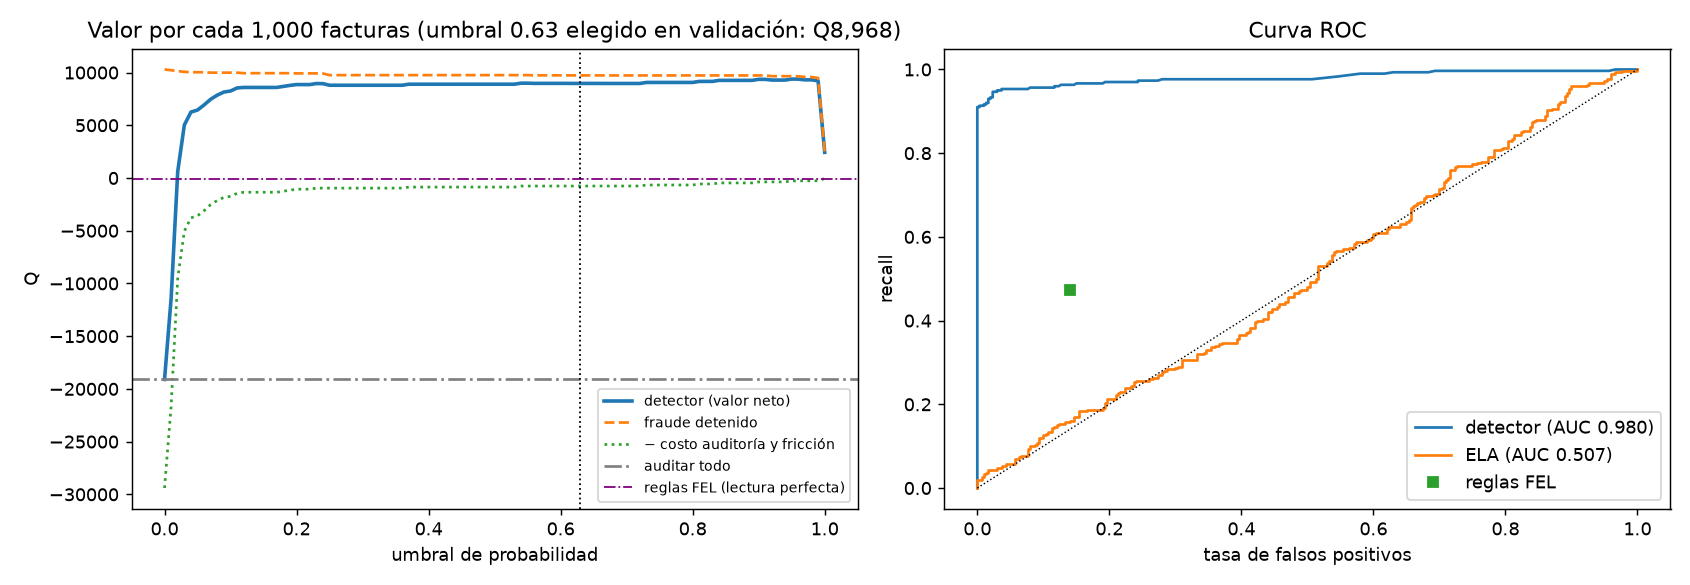 Valor por cada 1,000 facturas (umbral 0.63 elegido en validación: Q8,968)
10000
5000
0
−5000
−10000
−15000
−20000
−25000
−30000
Q
0.0 0.2 0.4 0.6 0.8 1.0
umbral de probabilidad
detector (valor neto)
fraude detenido
− costo auditoría y fricción
auditar todo
reglas FEL (lectura perfecta)
Curva ROC
1.0
0.8
0.6
0.4
0.2
0.0
recall
0.0 0.2 0.4 0.6 0.8 1.0
tasa de falsos positivos
detector (AUC 0.980)
ELA (AUC 0.507)
reglas FEL